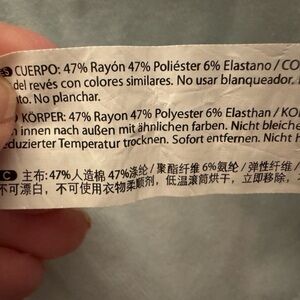 ES CUERPO: 47% Rayón 47% Poliéster 6% Elastano / CO
del revés con colores similares. No usar blanqueador.
nto. No planchar.
D KÖRPER: 47% Rayon 47% Polyester 6% Elasthan / KO
n innen nach außen mit ähnlichen farben. Nicht bleiche
eduzierter Temperatur trocknen. Sofort entfernen. Nicht h
C 主布：47%人造棉 47%涤纶 / 聚酯纤维 6%氨纶 / 弹性纤维 /
不可漂白，不可使用衣物柔顺剂，低温滚筒烘干，立即移除，